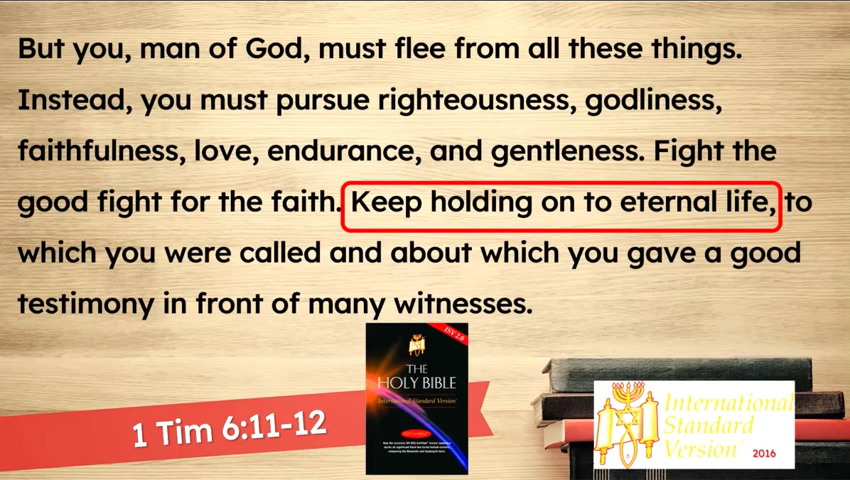 But you, man of God, must flee from all these things.
Instead, you must pursue righteousness, godliness,
faithfulness, love, endurance, and gentleness. Fight the
good fight for the faith. Keep holding on to eternal life, to
which you were called and about which you gave a good
testimony in front of many witnesses.
ISV 2.0
THE
HOLY BIBLE
International Standard Version
1 Tim 6:11-12
International
Standard
Version 2016